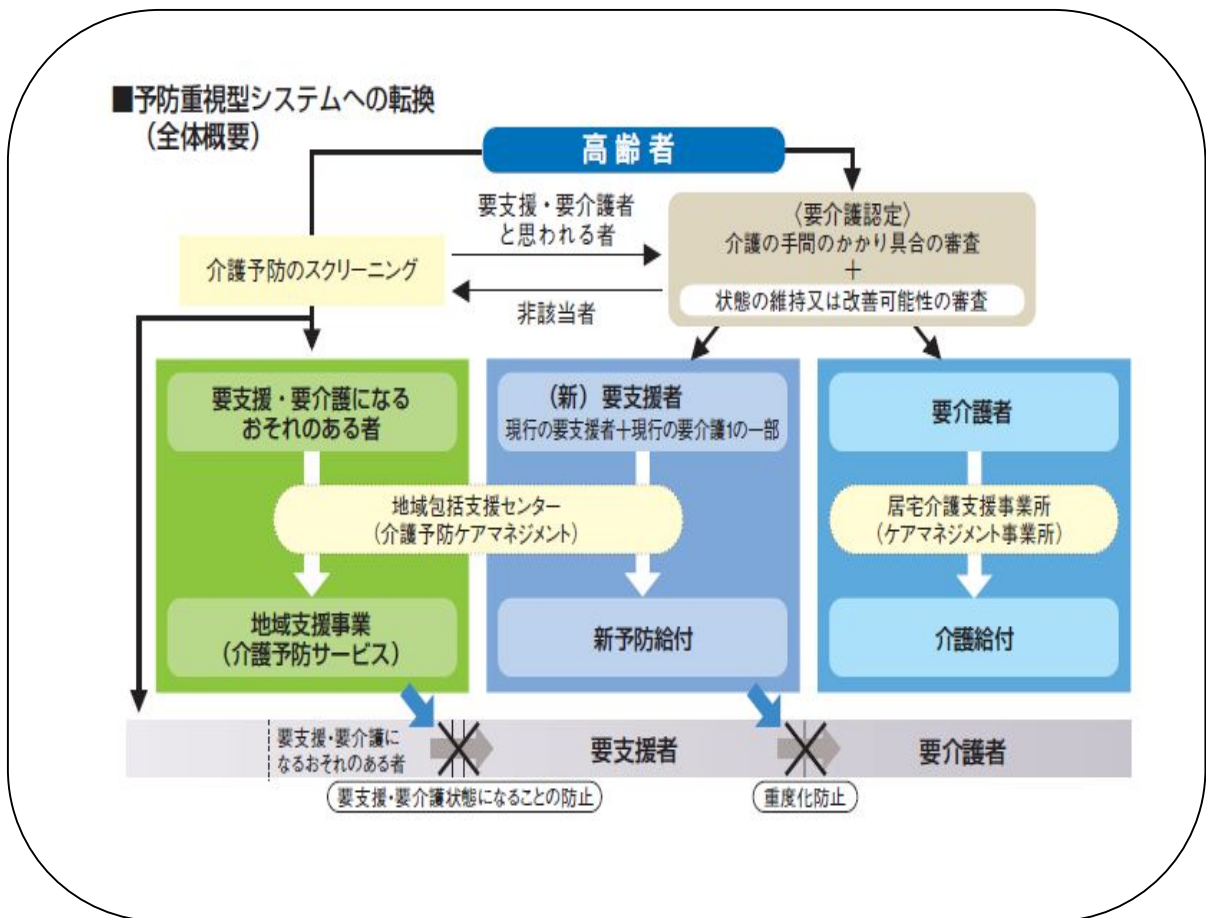 ■予防重視型システムへの転換
（全体概要）
高齢者
要支援・要介護者
と思われる者
〈要介護認定〉
介護の手間のかかり具合の審査
＋
状態の維持又は改善可能性の審査
介護予防のスクリーニング
非該当者
要支援・要介護になる
おそれのある者
（新）要支援者
現行の要支援者＋現行の要介護1の一部
要介護者
地域包括支援センター
（介護予防ケアマネジメント）
居宅介護支援事業所
（ケアマネジメント事業所）
地域支援事業
（介護予防サービス）
新予防給付
介護給付
要支援・要介護に
なるおそれのある者
要支援者
要介護者
要支援・要介護状態になることの防止
重度化防止